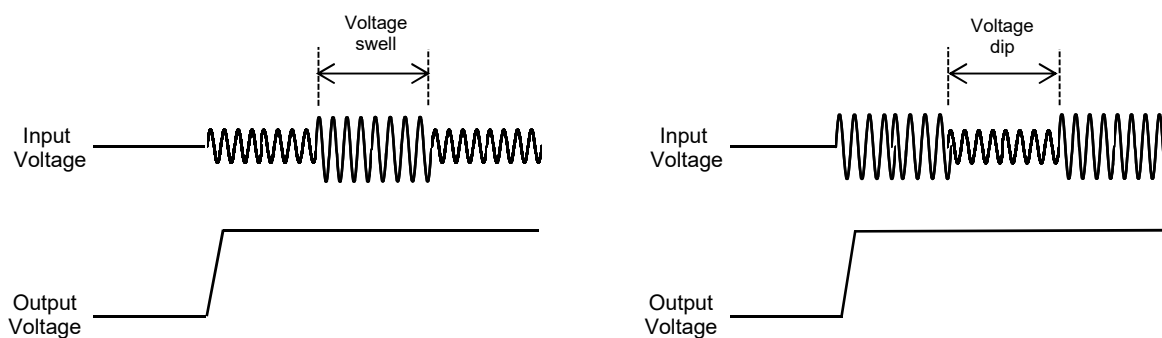 Voltage
swell
Input
Voltage
Output
Voltage
Voltage
dip
Input
Voltage
Output
Voltage